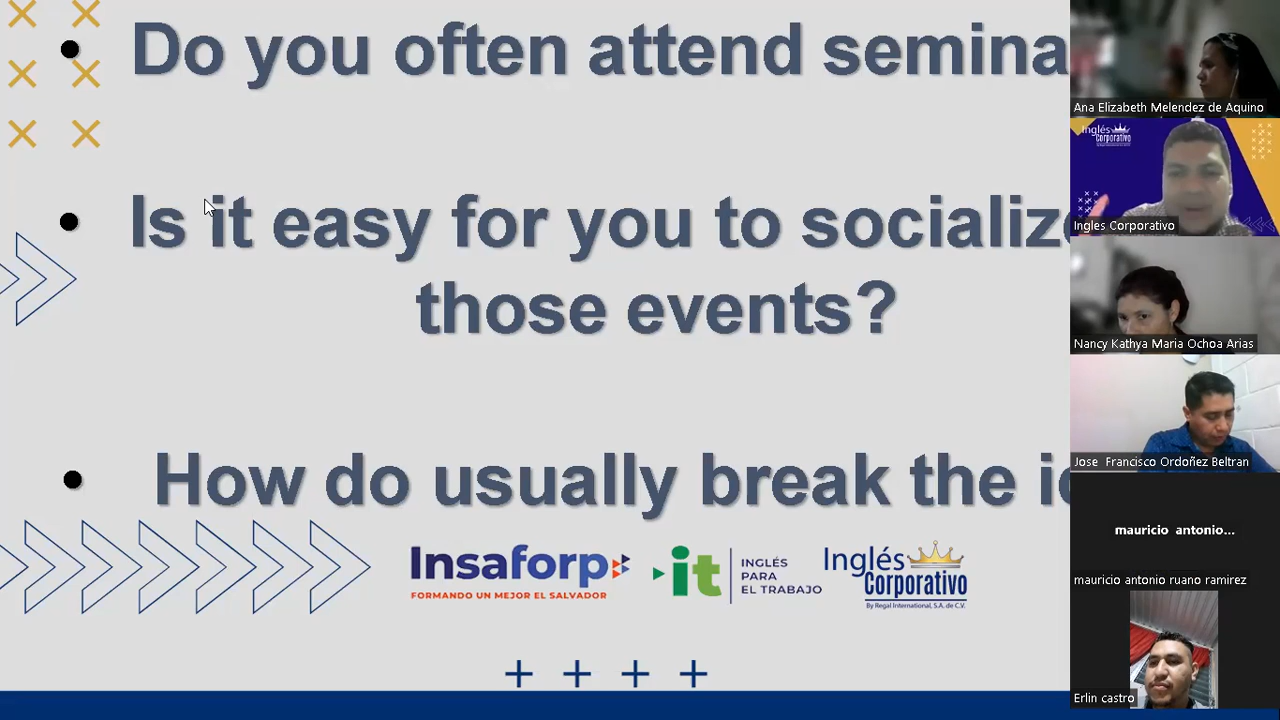 Do you often attend
Is it easy for you to
those events?
How do usually break the
Insaforp
FORMANDO UN MEJOR EL SALVADOR
it
INGLÉS
PARA
EL TRABAJO
Inglés
Corporativo
By Regal International, S.A. de C.V.
Ana Elizabeth Melendez de Aquino
Inglés
Corporativo
Ingles Corporativo
Nancy Kathya Maria Ochoa Arias
Jose Francisco Ordoñez Beltran
mauricio antonio...
mauricio antonio ruano ramirez
Erlin castro